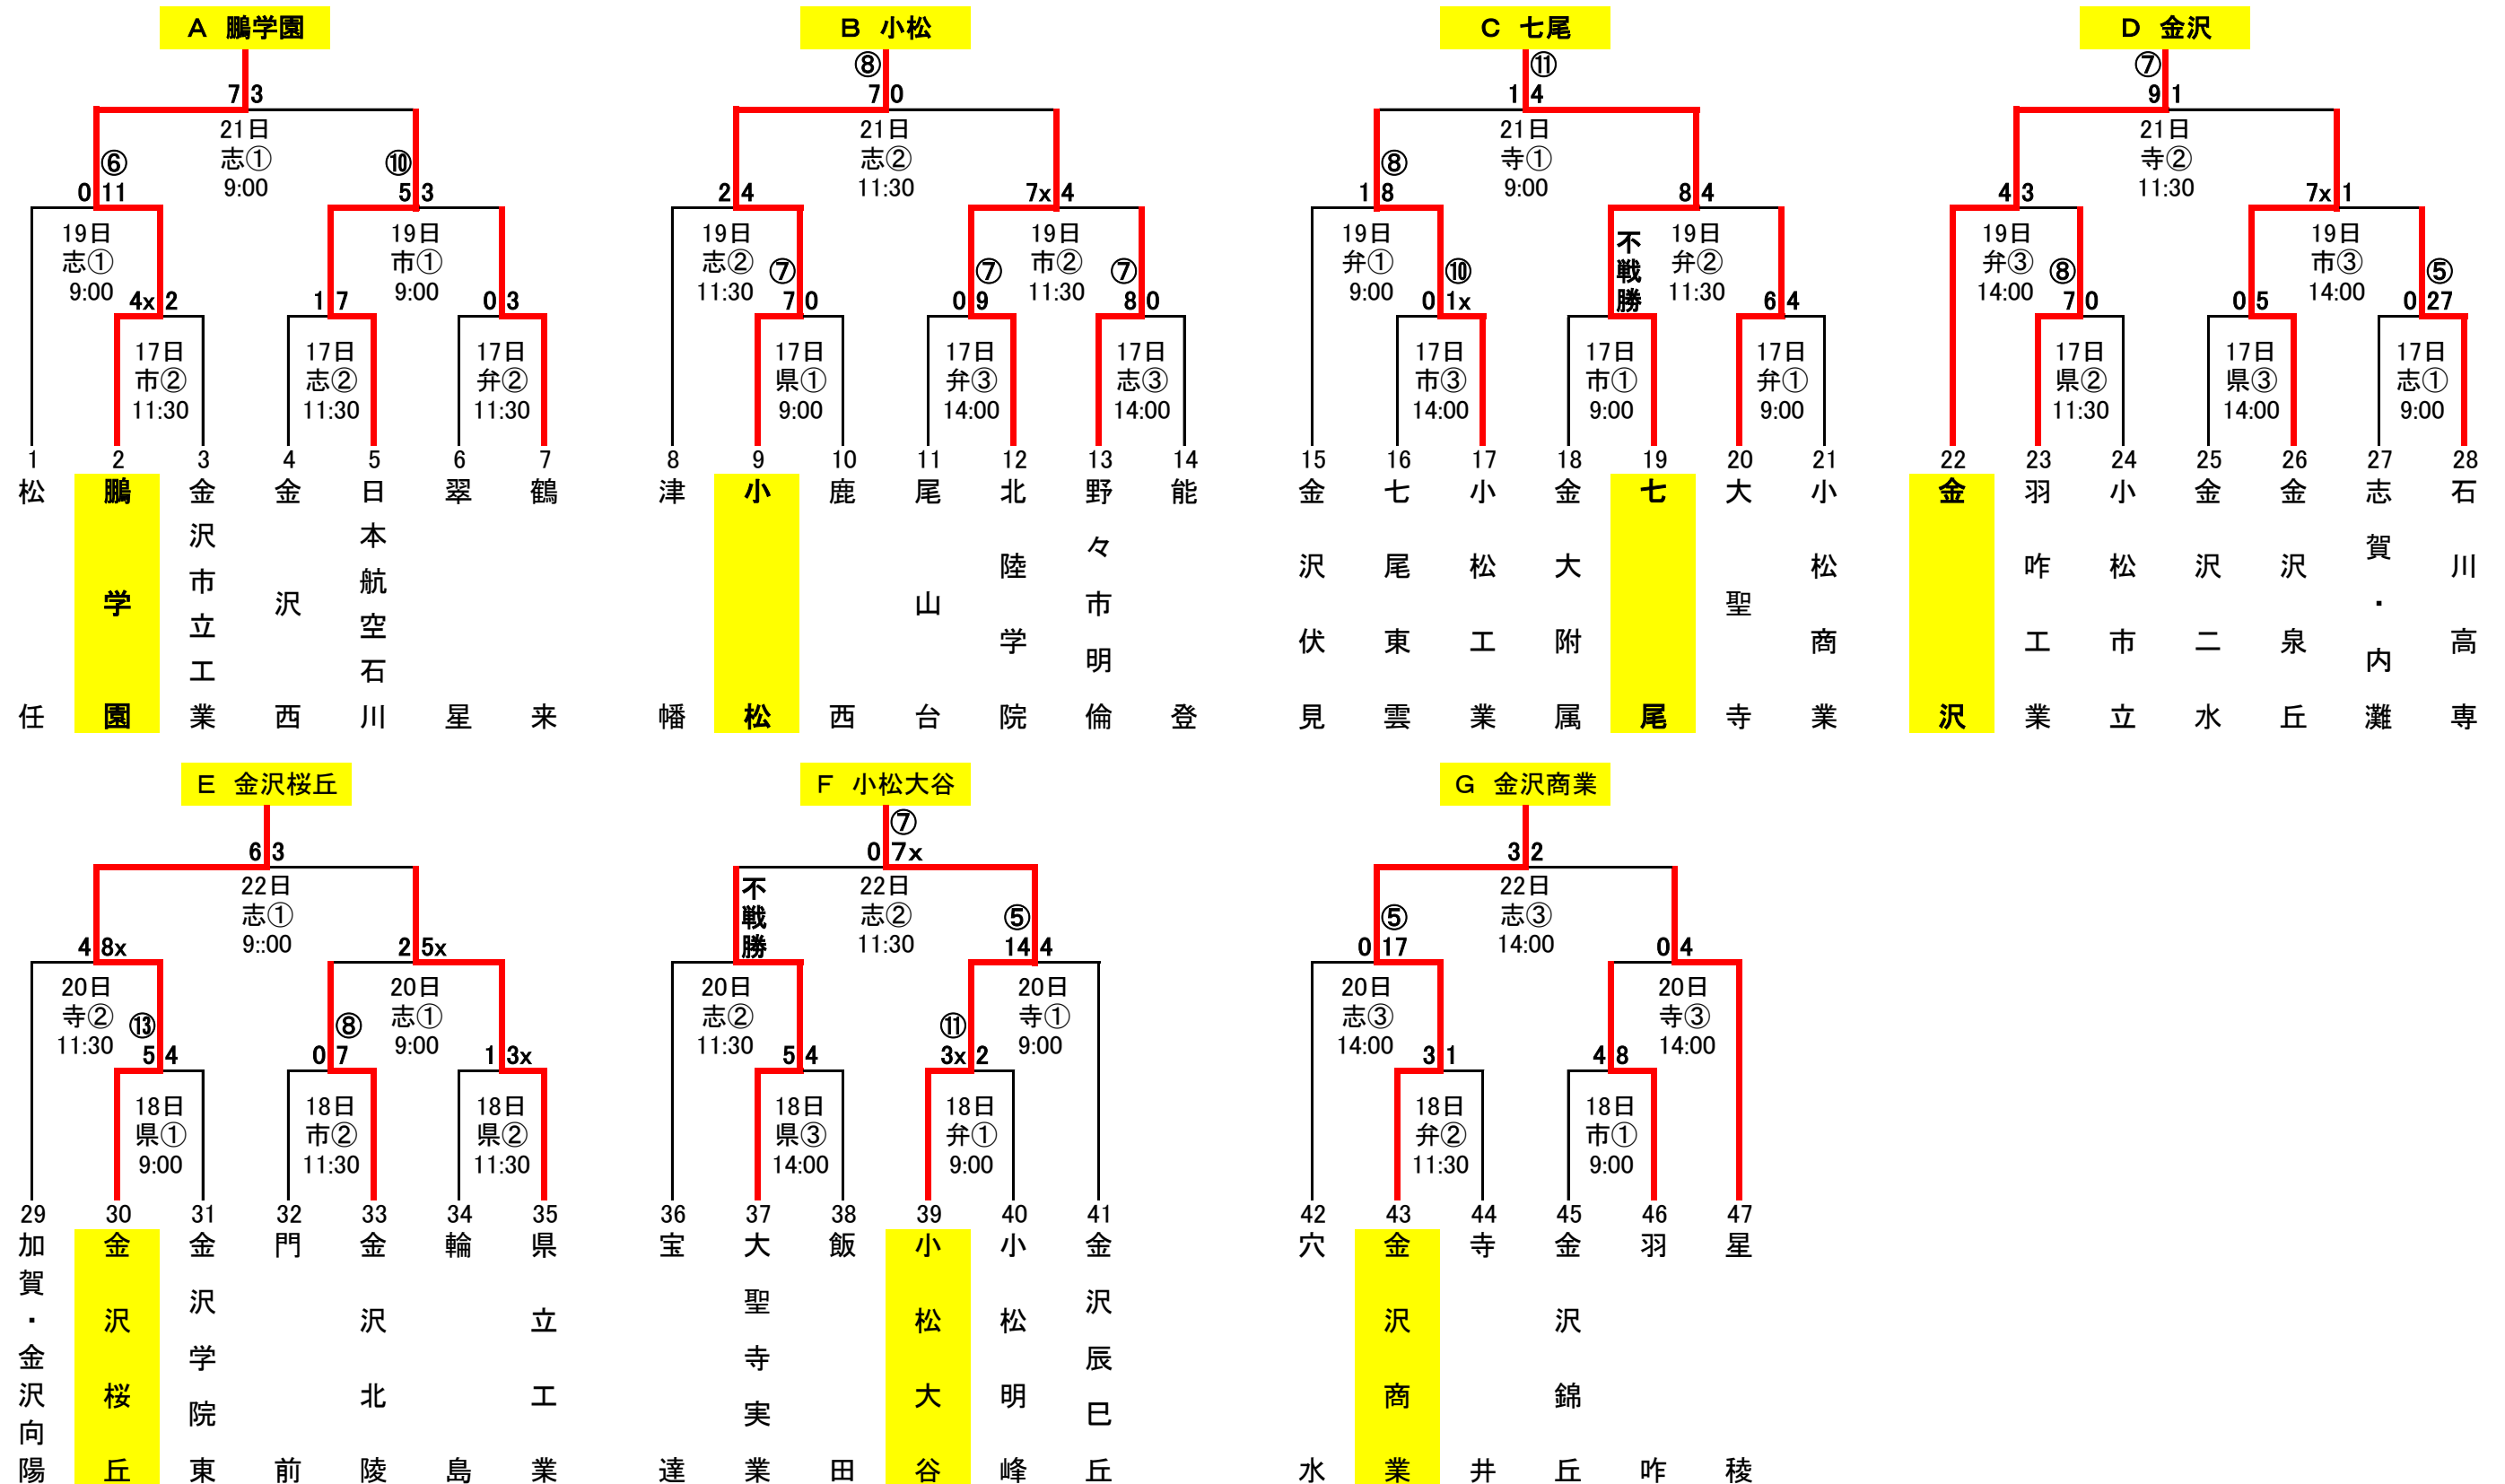 A 鵬学園
B 小松
C 七尾
D 金沢
⑧
⑪
⑦
7 3
7 0
1 4
9 1
21日
志①
9:00
21日
志②
11:30
21日
寺①
9:00
21日
寺②
11:30
⑥
⑩
⑧
0 11
5 3
2 4
7x 4
1 8
8 4
4 3
7x 1
19日
志①
9:00
19日
市①
9:00
19日
志②
11:30
19日
市②
11:30
19日
弁①
9:00
不戦勝
19日
弁②
11:30
19日
弁③
14:00
19日
市③
14:00
⑦
⑦
⑦
⑩
⑧
⑤
4x 2
1 7
0 3
7 0
0 9
8 0
0 1x
6 4
7 0
0 5
0 27
17日
市②
11:30
17日
志②
11:30
17日
弁②
11:30
17日
県①
9:00
17日
弁③
14:00
17日
志③
14:00
17日
市③
14:00
17日
市①
9:00
17日
弁①
9:00
17日
県②
11:30
17日
県③
14:00
17日
志①
9:00
1 松任
2 鵬学園
3 金沢市立工業
4 金沢西
5 日本航空石川
6 翠星
7 鶴来
8 津幡
9 小松
10 鹿西
11 尾山台
12 北陸学院
13 野々市明倫
14 能登
15 金沢伏見
16 七尾東雲
17 小松工業
18 金大附属
19 七尾
20 大聖寺
21 小松商業
22 金沢
23 羽咋工業
24 小松市立
25 金沢二水
26 金沢泉丘
27 志賀・内灘
28 石川高専
E 金沢桜丘
F 小松大谷
G 金沢商業
⑦
6 3
0 7x
3 2
22日
志①
9::00
22日
志②
11:30
22日
志③
14:00
不戦勝
⑤
⑤
4 8x
2 5x
14 4
0 17
0 4
20日
寺②
11:30
20日
志①
9:00
20日
志②
11:30
20日
寺①
9:00
20日
志③
14:00
20日
寺③
14:00
⑬
⑧
⑪
5 4
0 7
1 3x
5 4
3x 2
3 1
4 8
18日
県①
9:00
18日
市②
11:30
18日
県②
11:30
18日
県③
14:00
18日
弁①
9:00
18日
弁②
11:30
18日
市①
9:00
29 加賀・金沢向陽
30 金沢桜丘
31 金沢学院東
32 門前
33 金沢北陵
34 輪島
35 県立工業
36 宝達
37 大聖寺実業
38 飯田
39 小松大谷
40 小松明峰
41 金沢辰巳丘
42 穴水
43 金沢商業
44 寺井
45 金沢錦丘
46 羽咋
47 星稜